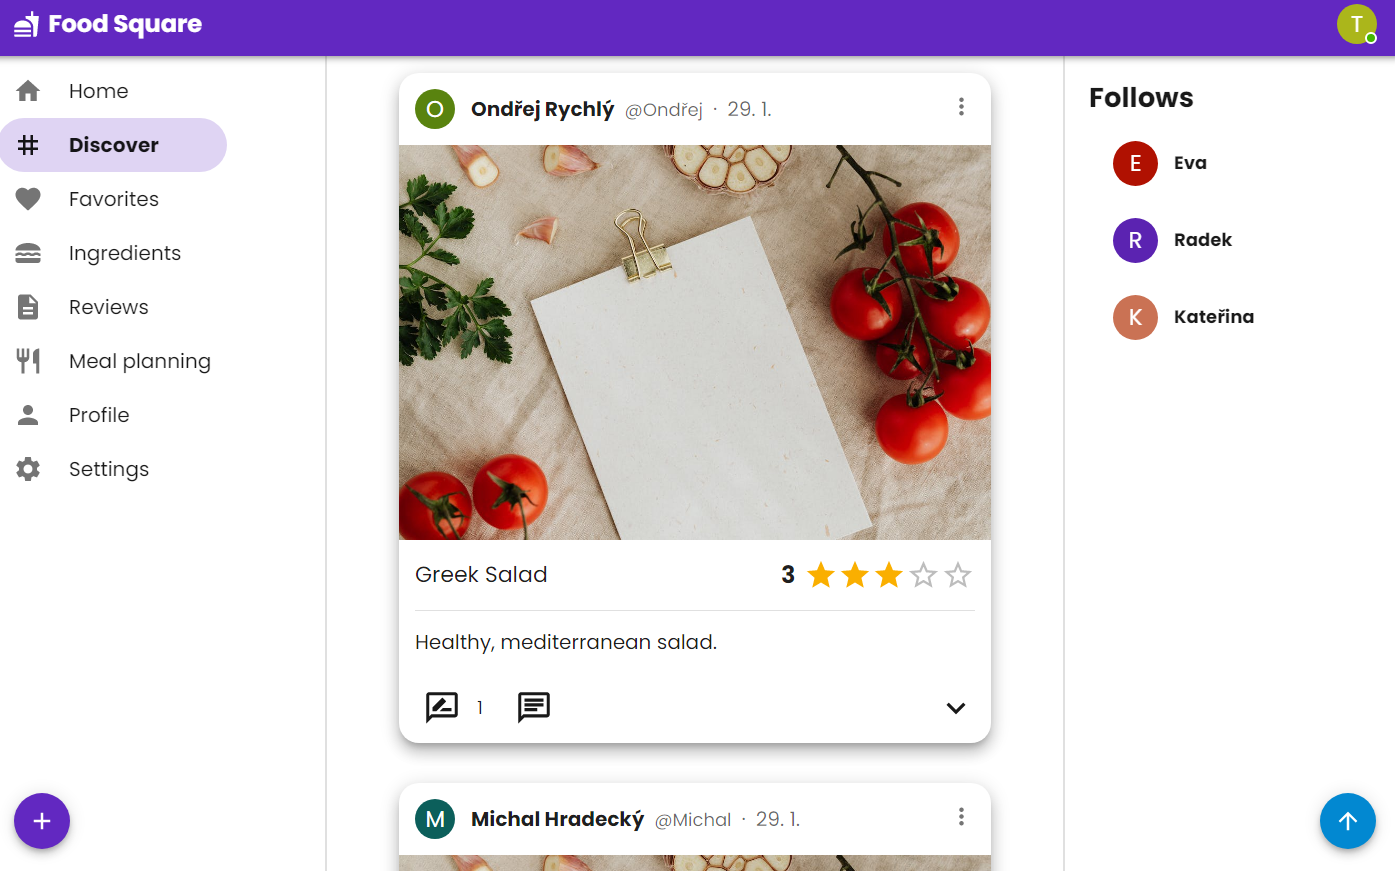 Food Square
T
Home
Discover
Favorites
Ingredients
Reviews
Meal planning
Profile
Settings
O
Ondřej Rychlý @Ondřej · 29. 1.
Greek Salad
3
Healthy, mediterranean salad.
1
M
Michal Hradecký @Michal · 29. 1.
Follows
E Eva
R Radek
K Kateřina